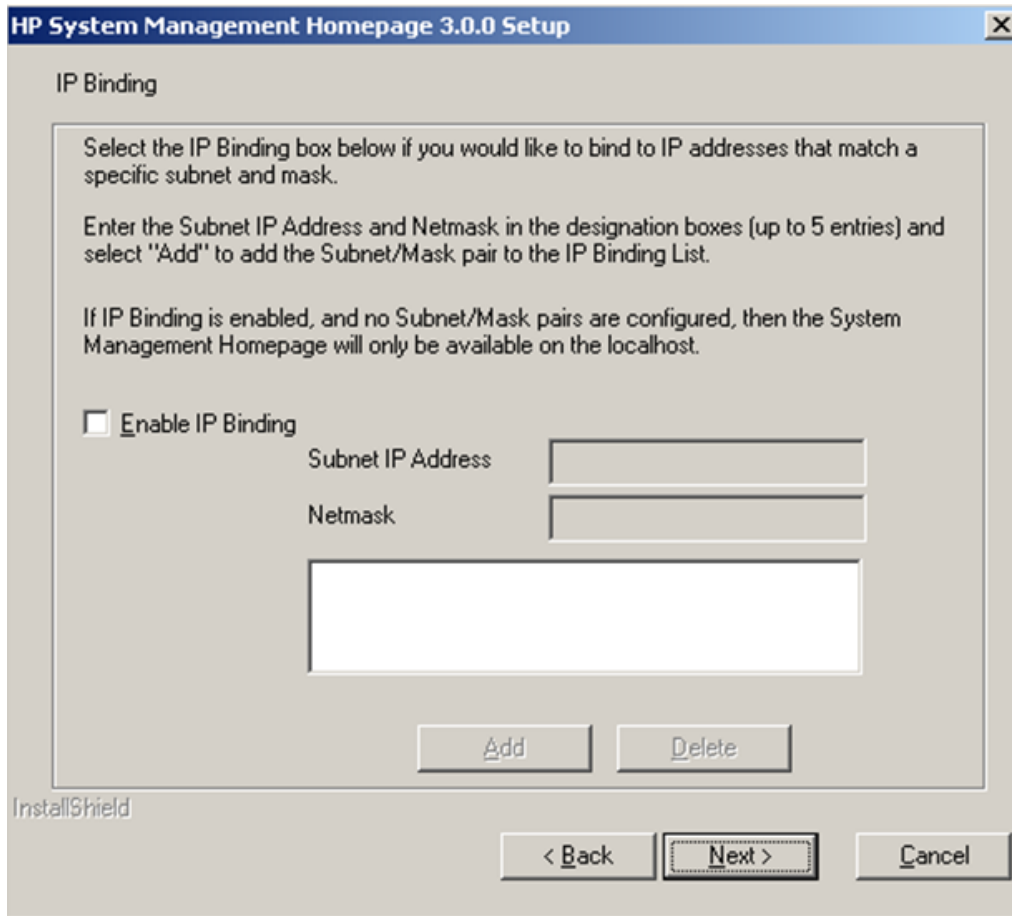 HP System Management Homepage 3.0.0 Setup
IP Binding
Select the IP Binding box below if you would like to bind to IP addresses that match a
specific subnet and mask.
Enter the Subnet IP Address and Netmask in the designation boxes (up to 5 entries) and
select "Add" to add the Subnet/Mask pair to the IP Binding List.
If IP Binding is enabled, and no Subnet/Mask pairs are configured, then the System
Management Homepage will only be available on the localhost.
Enable IP Binding
Subnet IP Address
Netmask
Add Delete
InstallShield
< Back Next > Cancel